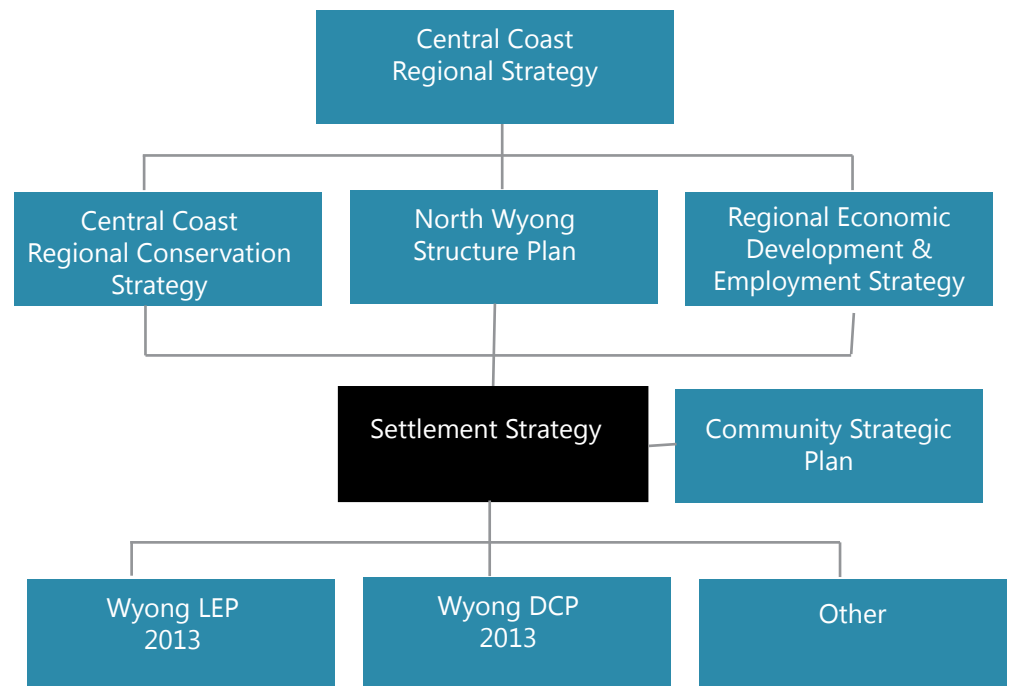 Central Coast
Regional Strategy
Central Coast
Regional Conservation
Strategy
North Wyong
Structure Plan
Regional Economic
Development &
Employment Strategy
Settlement Strategy
Community Strategic
Plan
Wyong LEP
2013
Wyong DCP
2013
Other